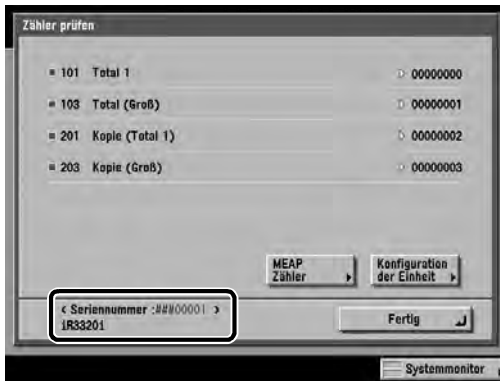 Zähler prüfen
101 Total 1 00000000
103 Total (Groß) 00000001
201 Kopie (Total 1) 00000002
203 Kopie (Groß) 00000003
MEAP Konfiguration
Zähler der Einheit
< Seriennummer :###00001 >
iR33201
Fertig
Systemmonitor